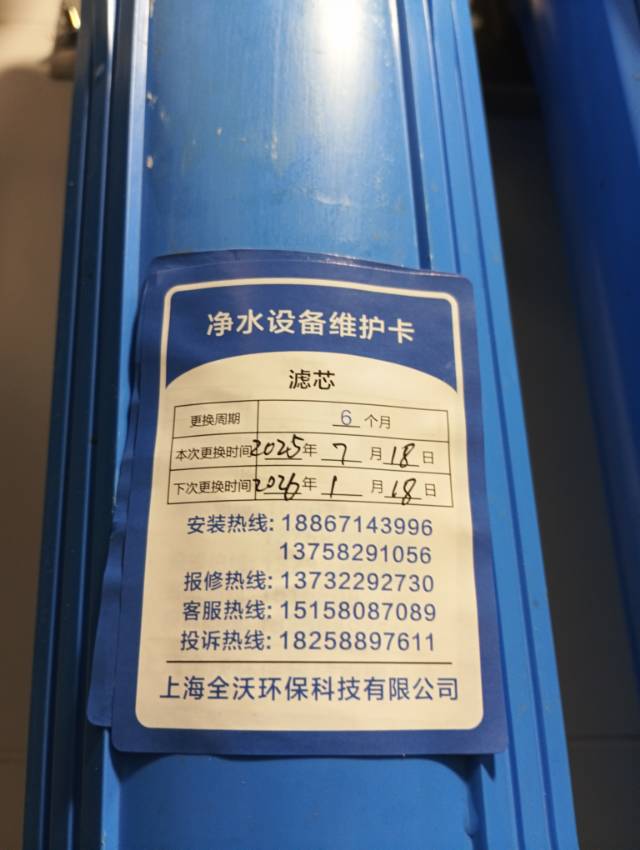 净水设备维护卡
滤芯
更换周期 6 个月
本次更换时间 2025 年 7 月 18 日
下次更换时间 2026 年 1 月 18 日
安装热线: 18867143996
13758291056
报修热线: 13732292730
客服热线: 15158087089
投诉热线: 18258897611
上海全沃环保科技有限公司